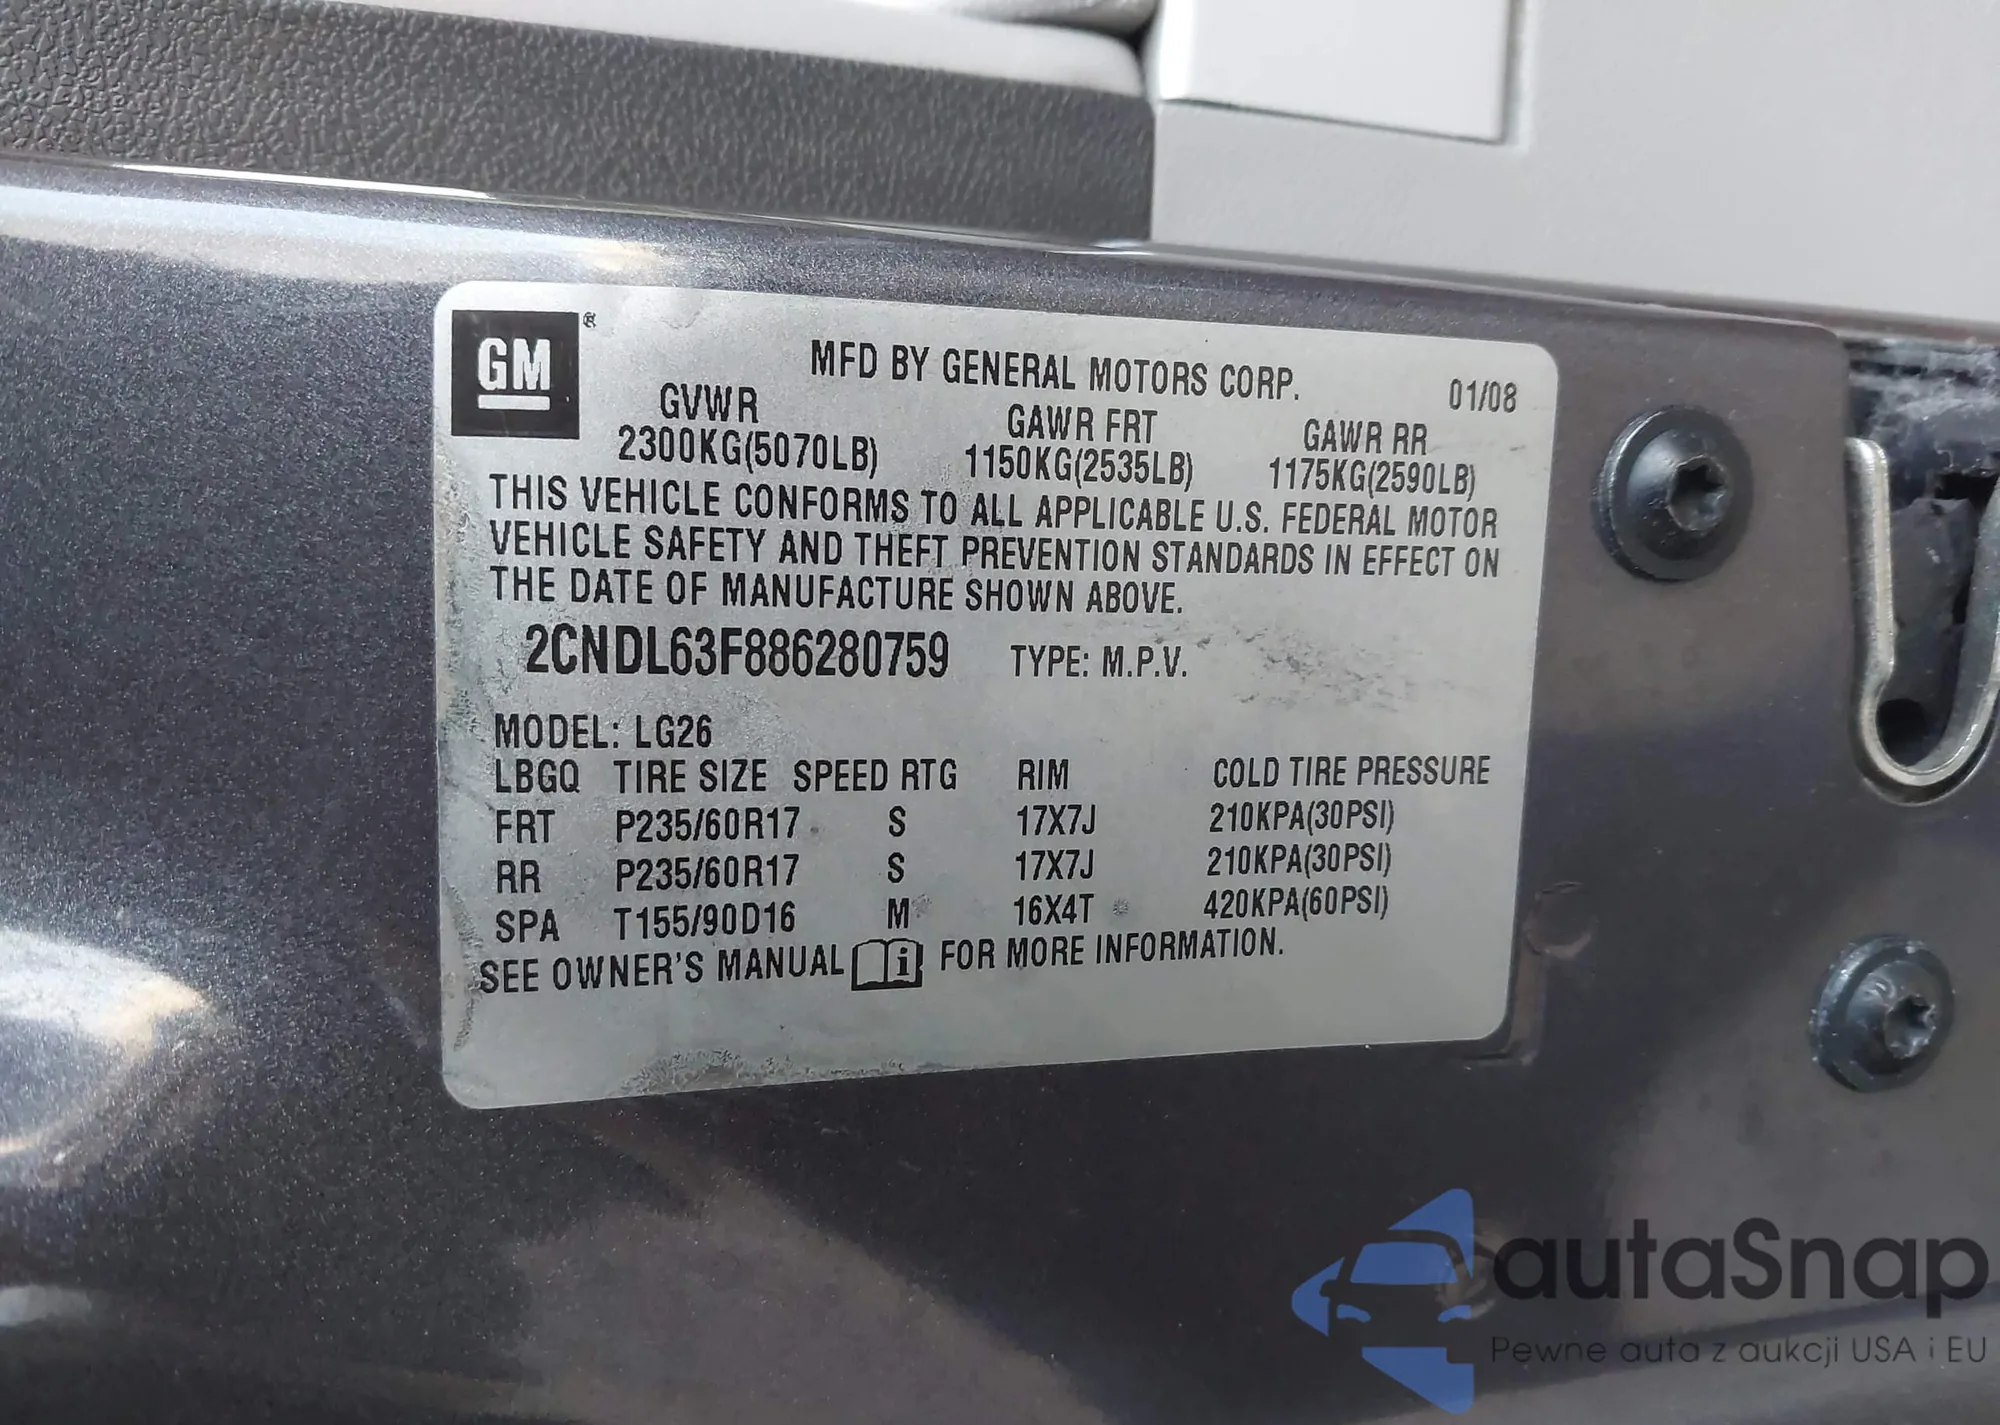 GM ®
MFD BY GENERAL MOTORS CORP. 01/08
GVWR GAWR FRT GAWR RR
2300KG(5070LB) 1150KG(2535LB) 1175KG(2590LB)
THIS VEHICLE CONFORMS TO ALL APPLICABLE U.S. FEDERAL MOTOR
VEHICLE SAFETY AND THEFT PREVENTION STANDARDS IN EFFECT ON
THE DATE OF MANUFACTURE SHOWN ABOVE.
2CNDL63F886280759 TYPE: M.P.V.
MODEL: LG26
LBGQ TIRE SIZE SPEED RTG RIM COLD TIRE PRESSURE
FRT P235/60R17 S 17X7J 210KPA(30PSI)
RR P235/60R17 S 17X7J 210KPA(30PSI)
SPA T155/90D16 M 16X4T 420KPA(60PSI)
SEE OWNER'S MANUAL i FOR MORE INFORMATION.
autaSnap
Pewne auta z aukcji USA i EU